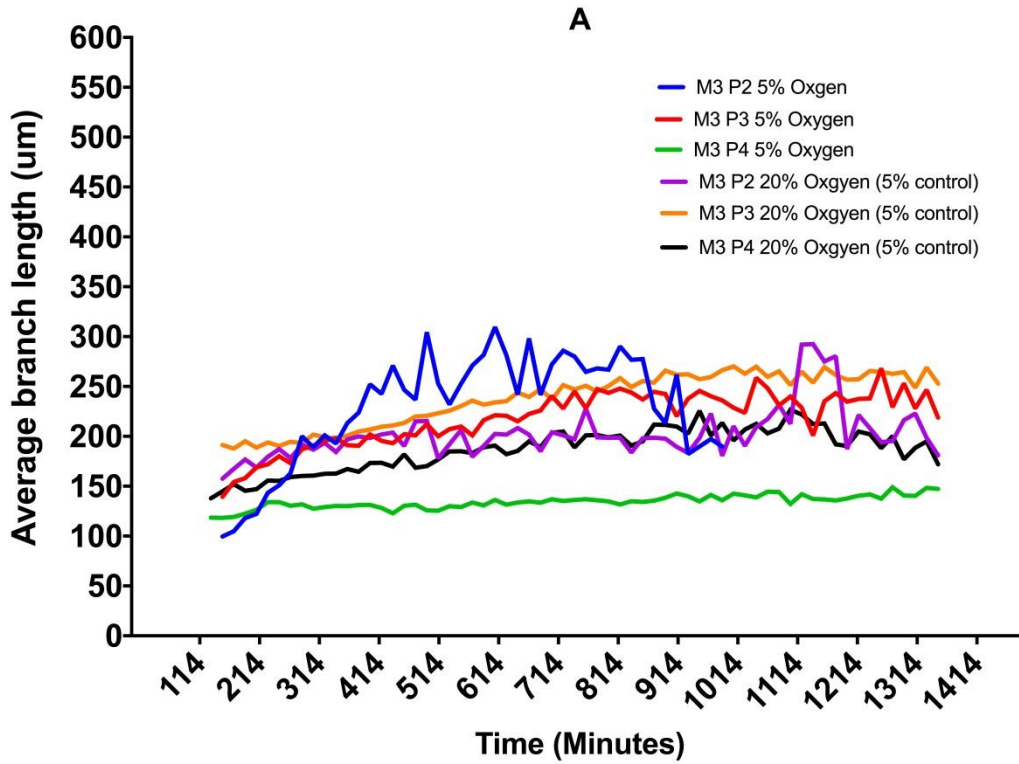 A
600
550
500
450
400
350
300
250
200
150
100
50
0
Average branch length (um)
M3 P2 5% Oxgen
M3 P3 5% Oxygen
M3 P4 5% Oxygen
M3 P2 20% Oxgyen (5% control)
M3 P3 20% Oxgyen (5% control)
M3 P4 20% Oxgyen (5% control)
114 214 314 414 514 614 714 814 914 1014 1114 1214 1314 1414
Time (Minutes)